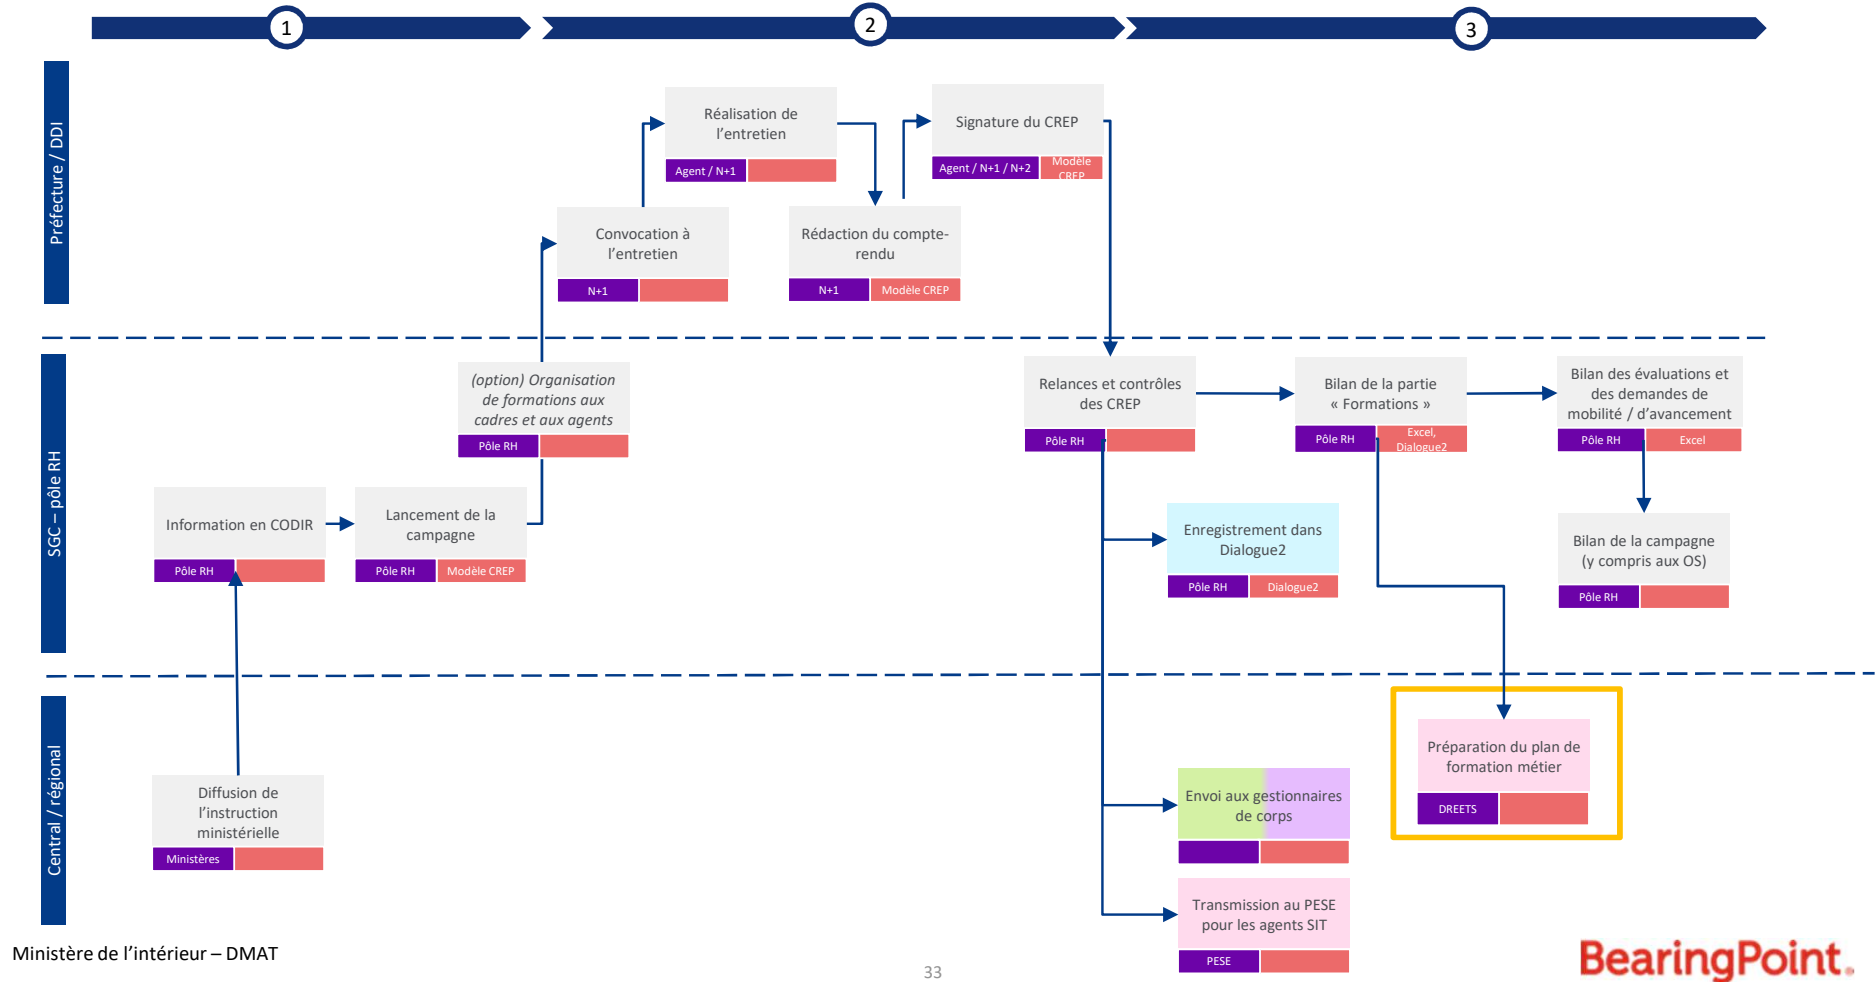 1
2
3
Préfecture / DDI
Réalisation de
l'entretien
Agent / N+1
Signature du CREP
Agent / N+1 / N+2
Modèle
CREP
Convocation à
l'entretien
N+1
Rédaction du compte-
rendu
N+1
Modèle CREP
SGC – pôle RH
(option) Organisation
de formations aux
cadres et aux agents
Pôle RH
Relances et contrôles
des CREP
Pôle RH
Bilan de la partie
« Formations »
Pôle RH
Excel,
Dialogue2
Bilan des évaluations et
des demandes de
mobilité / d'avancement
Pôle RH
Excel
Information en CODIR
Pôle RH
Lancement de la
campagne
Pôle RH
Modèle CREP
Enregistrement dans
Dialogue2
Pôle RH
Dialogue2
Bilan de la campagne
(y compris aux OS)
Pôle RH
Central / régional
Diffusion de
l'instruction
ministérielle
Ministères
Envoi aux gestionnaires
de corps
Préparation du plan de
formation métier
DREETS
Transmission au PESE
pour les agents SIT
PESE
Ministère de l'intérieur – DMAT
33
BearingPoint.